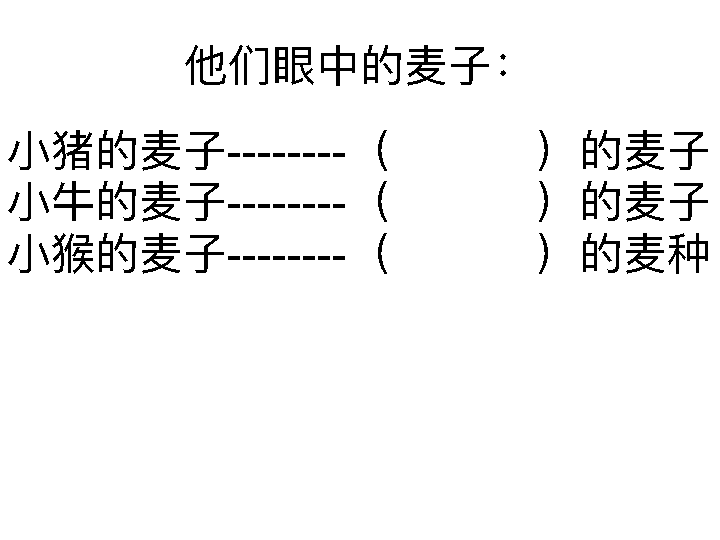 他们眼中的麦子：
小猪的麦子--------（　　　）的麦子
小牛的麦子--------（　　　）的麦子
小猴的麦子--------（　　　）的麦种